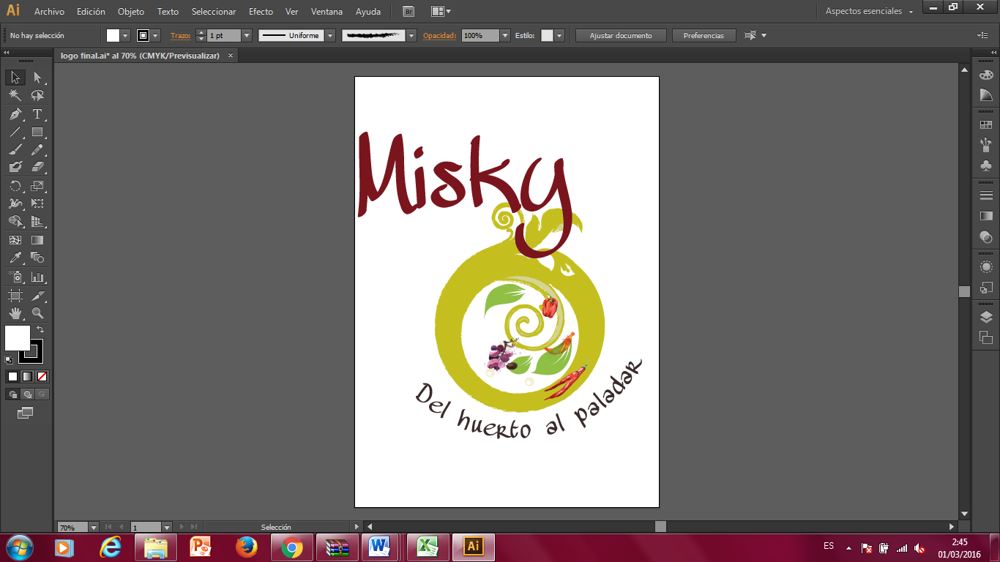 Ai Archivo Edición Objeto Texto Seleccionar Efecto Ver Ventana Ayuda Br Aspectos esenciales
No hay selección Trazo: 1 pt Uniforme Opacidad: 100% Estilo: Ajustar documento Preferencias
logo final.ai* al 70% (CMYK/Previsualizar)
T
Misky
Del huerto al paladar
70% 1 Selección
P W X Ai ES 2:45
01/03/2016